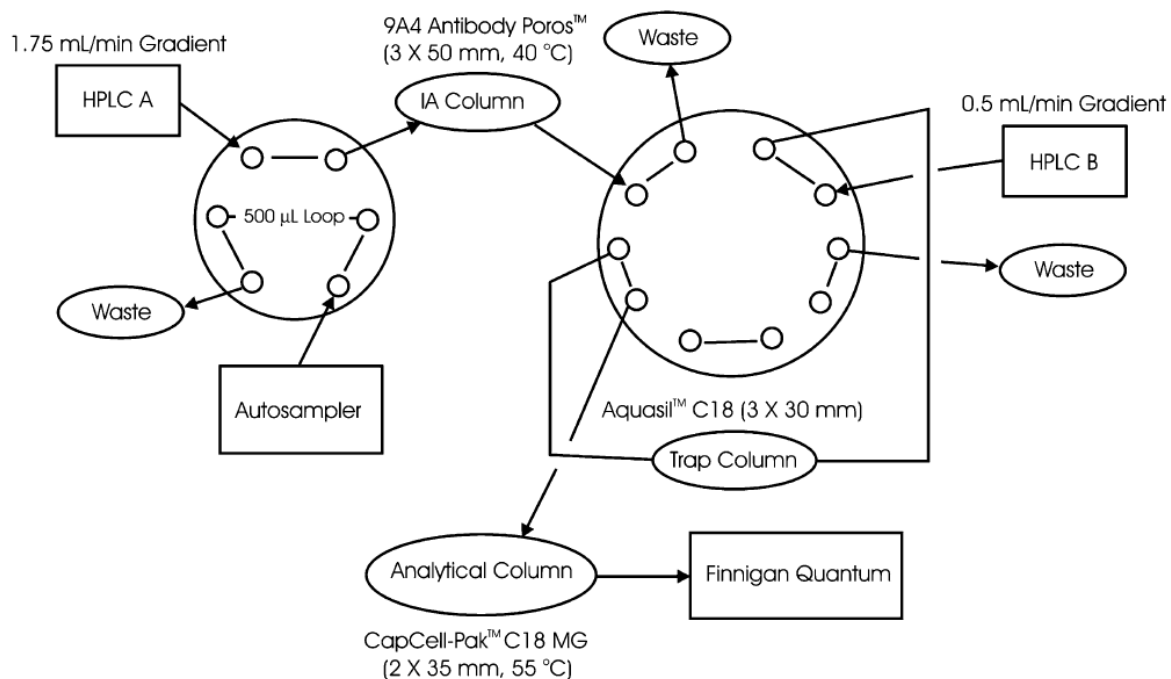 1.75 mL/min Gradient
HPLC A
9A4 Antibody Poros™
(3 X 50 mm, 40 °C)
IA Column
Waste
0.5 mL/min Gradient
HPLC B
500 µL Loop
Waste
Waste
Autosampler
Aquasil™ C18 (3 X 30 mm)
Trap Column
Analytical Column
Finnigan Quantum
CapCell-Pak™ C18 MG
(2 X 35 mm, 55 °C)